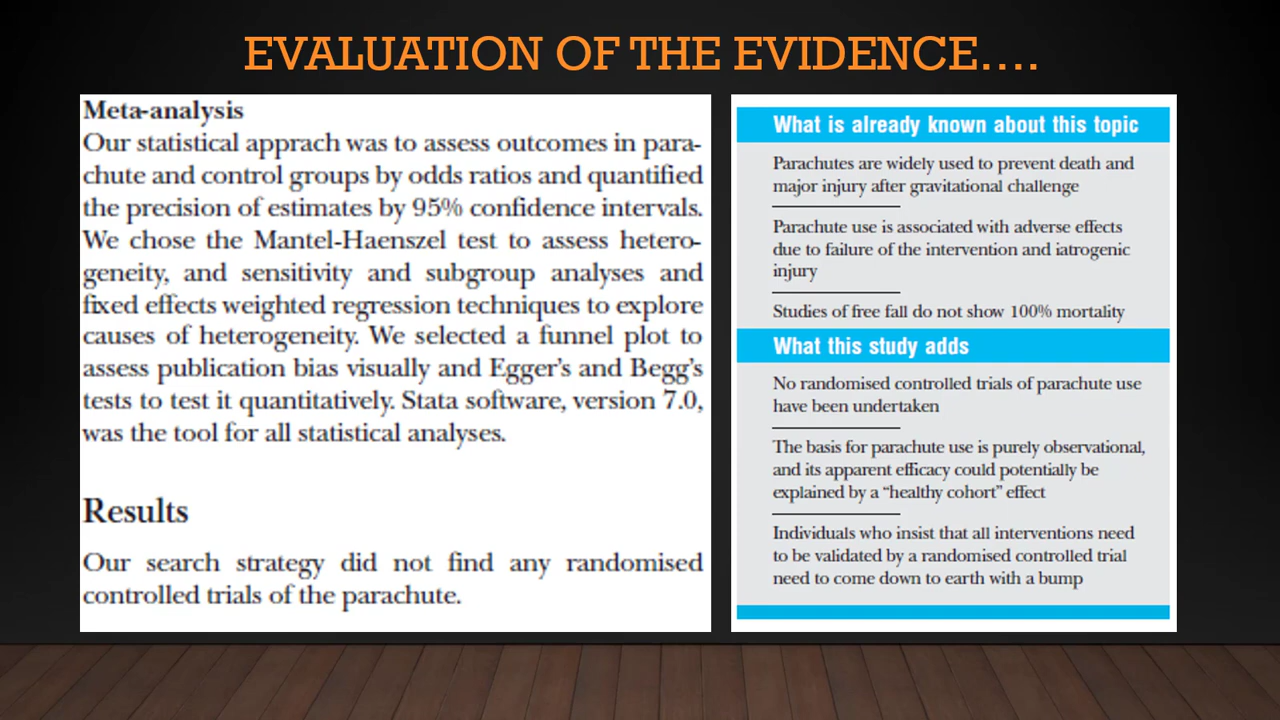 EVALUATION OF THE EVIDENCE....
Meta-analysis
Our statistical apprach was to assess outcomes in para-
chute and control groups by odds ratios and quantified
the precision of estimates by 95% confidence intervals.
We chose the Mantel-Haenszel test to assess hetero-
geneity, and sensitivity and subgroup analyses and
fixed effects weighted regression techniques to explore
causes of heterogeneity. We selected a funnel plot to
assess publication bias visually and Egger's and Begg's
tests to test it quantitatively. Stata software, version 7.0,
was the tool for all statistical analyses.
Results
Our search strategy did not find any randomised
controlled trials of the parachute.
What is already known about this topic
Parachutes are widely used to prevent death and
major injury after gravitational challenge
Parachute use is associated with adverse effects
due to failure of the intervention and iatrogenic
injury
Studies of free fall do not show 100% mortality
What this study adds
No randomised controlled trials of parachute use
have been undertaken
The basis for parachute use is purely observational,
and its apparent efficacy could potentially be
explained by a "healthy cohort" effect
Individuals who insist that all interventions need
to be validated by a randomised controlled trial
need to come down to earth with a bump